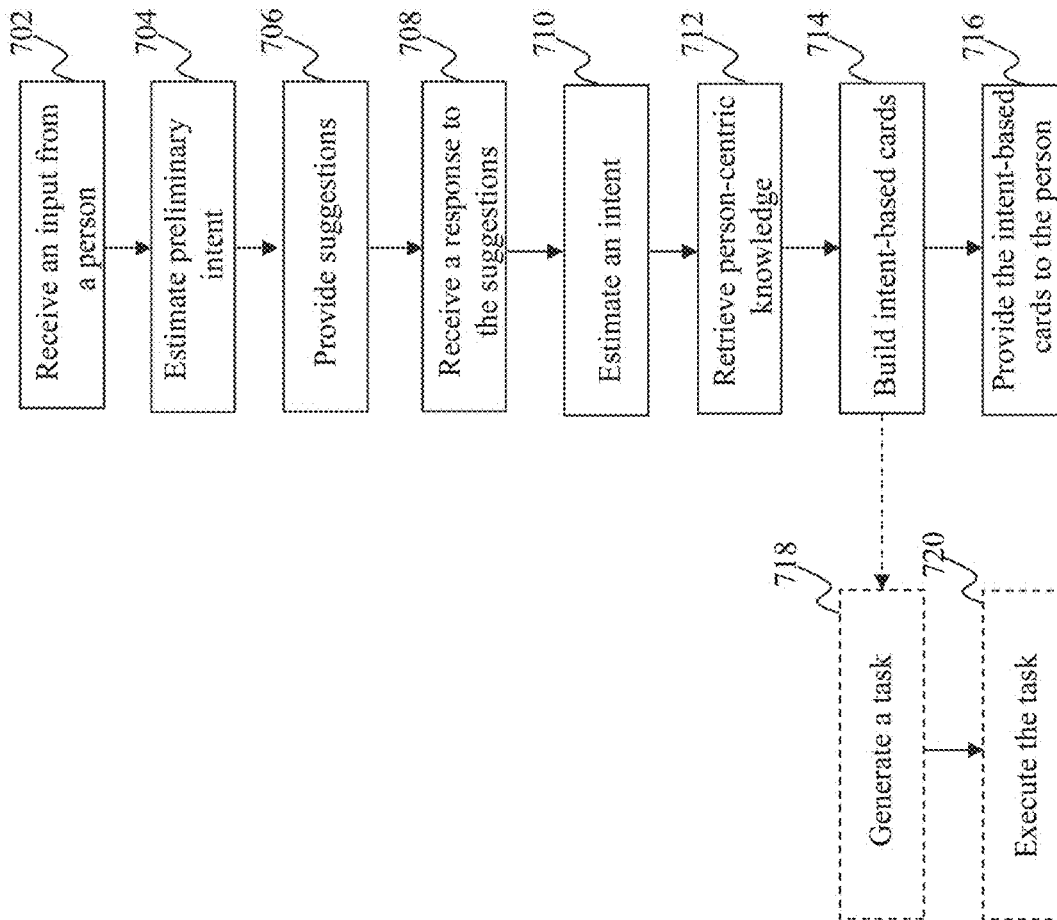 702
Receive an input from
a person
704
Estimate preliminary
intent
706
Provide suggestions
708
Receive a response to
the suggestions
710
Estimate an intent
712
Retrieve person-centric
knowledge
714
Build intent-based cards
716
Provide the intent-based
cards to the person
718
Generate a task
720
Execute the task